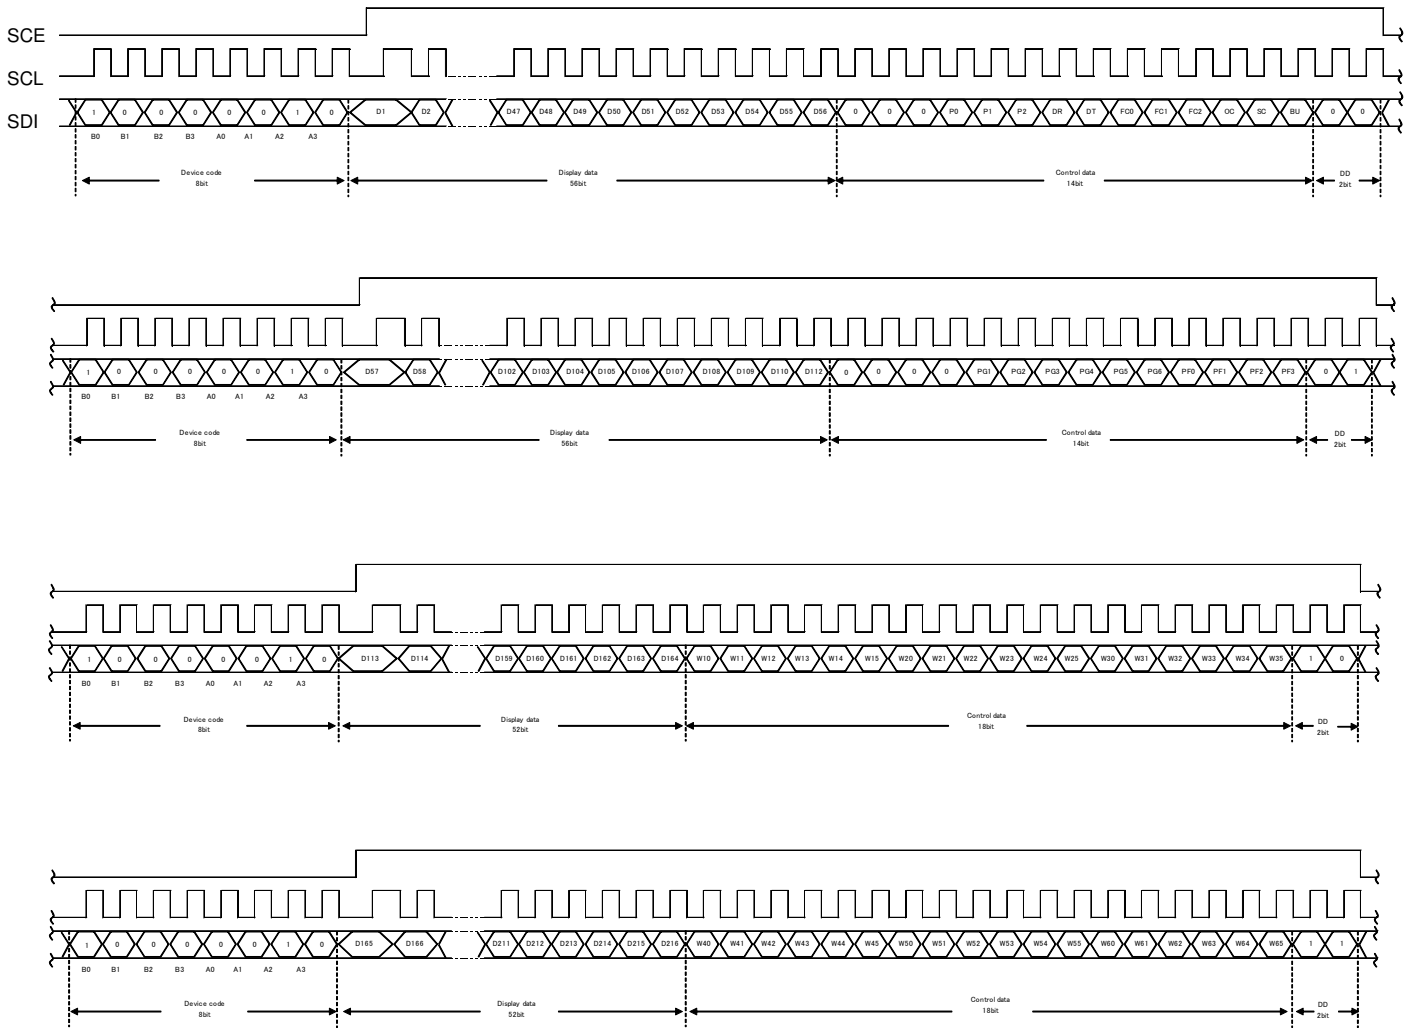 SCE
SCL
SDI
1 0 0 0 0 0 1 0 D1 D2 D47 D48 D49 D50 D51 D52 D53 D54 D55 D56 0 0 0 P0 P1 P2 DR DT FC0 FC1 FC2 OC SC BU 0 0
B0 B1 B2 B3 A0 A1 A2 A3
Device code Display data Control data DD
8bit 56bit 14bit 2bit
1 0 0 0 0 0 1 0 D57 D58 D102 D103 D104 D105 D106 D107 D108 D109 D110 D112 0 0 0 0 PG1 PG2 PG3 PG4 PG5 PG6 PF0 PF1 PF2 PF3 0 1
B0 B1 B2 B3 A0 A1 A2 A3
Device code Display data Control data DD
8bit 56bit 14bit 2bit
1 0 0 0 0 0 1 0 D113 D114 D159 D160 D161 D162 D163 D164 W10 W11 W12 W13 W14 W15 W20 W21 W22 W23 W24 W25 W30 W31 W32 W33 W34 W35 1 0
B0 B1 B2 B3 A0 A1 A2 A3
Device code Display data Control data DD
8bit 52bit 18bit 2bit
1 0 0 0 0 0 1 0 D165 D166 D211 D212 D213 D214 D215 D216 W40 W41 W42 W43 W44 W45 W50 W51 W52 W53 W54 W55 W60 W61 W62 W63 W64 W65 1 1
B0 B1 B2 B3 A0 A1 A2 A3
Device code Display data Control data DD
8bit 52bit 18bit 2bit